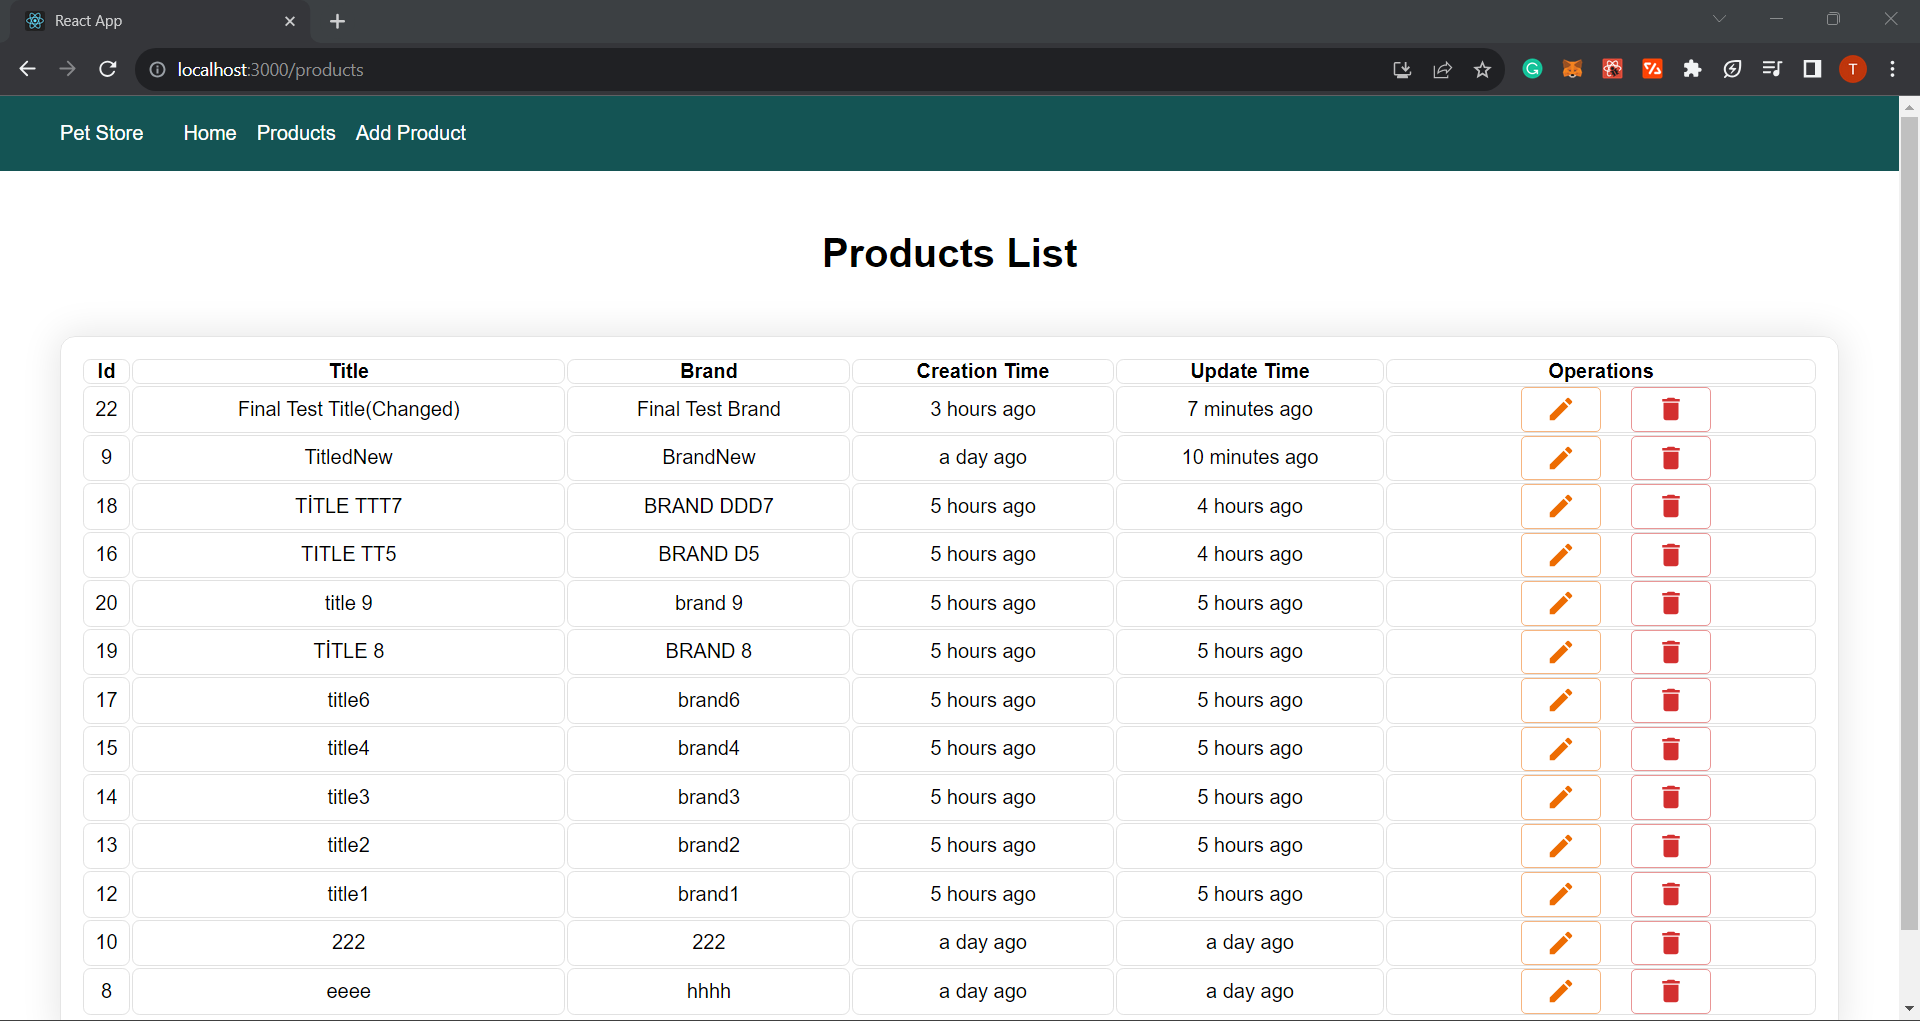 React App
localhost:3000/products
T
Pet Store Home Products Add Product
Products List
Id Title Brand Creation Time Update Time Operations
22 Final Test Title(Changed) Final Test Brand 3 hours ago 7 minutes ago
9 TitledNew BrandNew a day ago 10 minutes ago
18 TİTLE TTT7 BRAND DDD7 5 hours ago 4 hours ago
16 TITLE TT5 BRAND D5 5 hours ago 4 hours ago
20 title 9 brand 9 5 hours ago 5 hours ago
19 TİTLE 8 BRAND 8 5 hours ago 5 hours ago
17 title6 brand6 5 hours ago 5 hours ago
15 title4 brand4 5 hours ago 5 hours ago
14 title3 brand3 5 hours ago 5 hours ago
13 title2 brand2 5 hours ago 5 hours ago
12 title1 brand1 5 hours ago 5 hours ago
10 222 222 a day ago a day ago
8 eeee hhhh a day ago a day ago